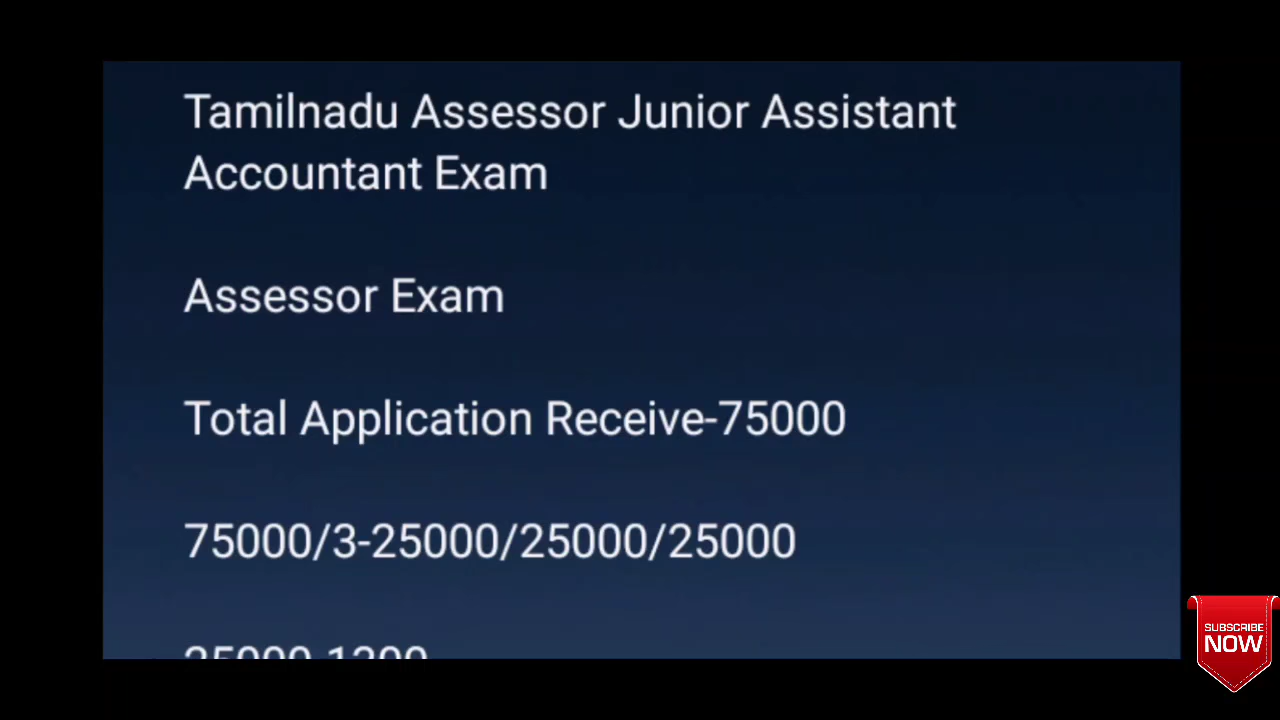 Tamilnadu Assessor Junior Assistant
Accountant Exam
Assessor Exam
Total Application Receive-75000
75000/3-25000/25000/25000
SUBSCRIBE
NOW